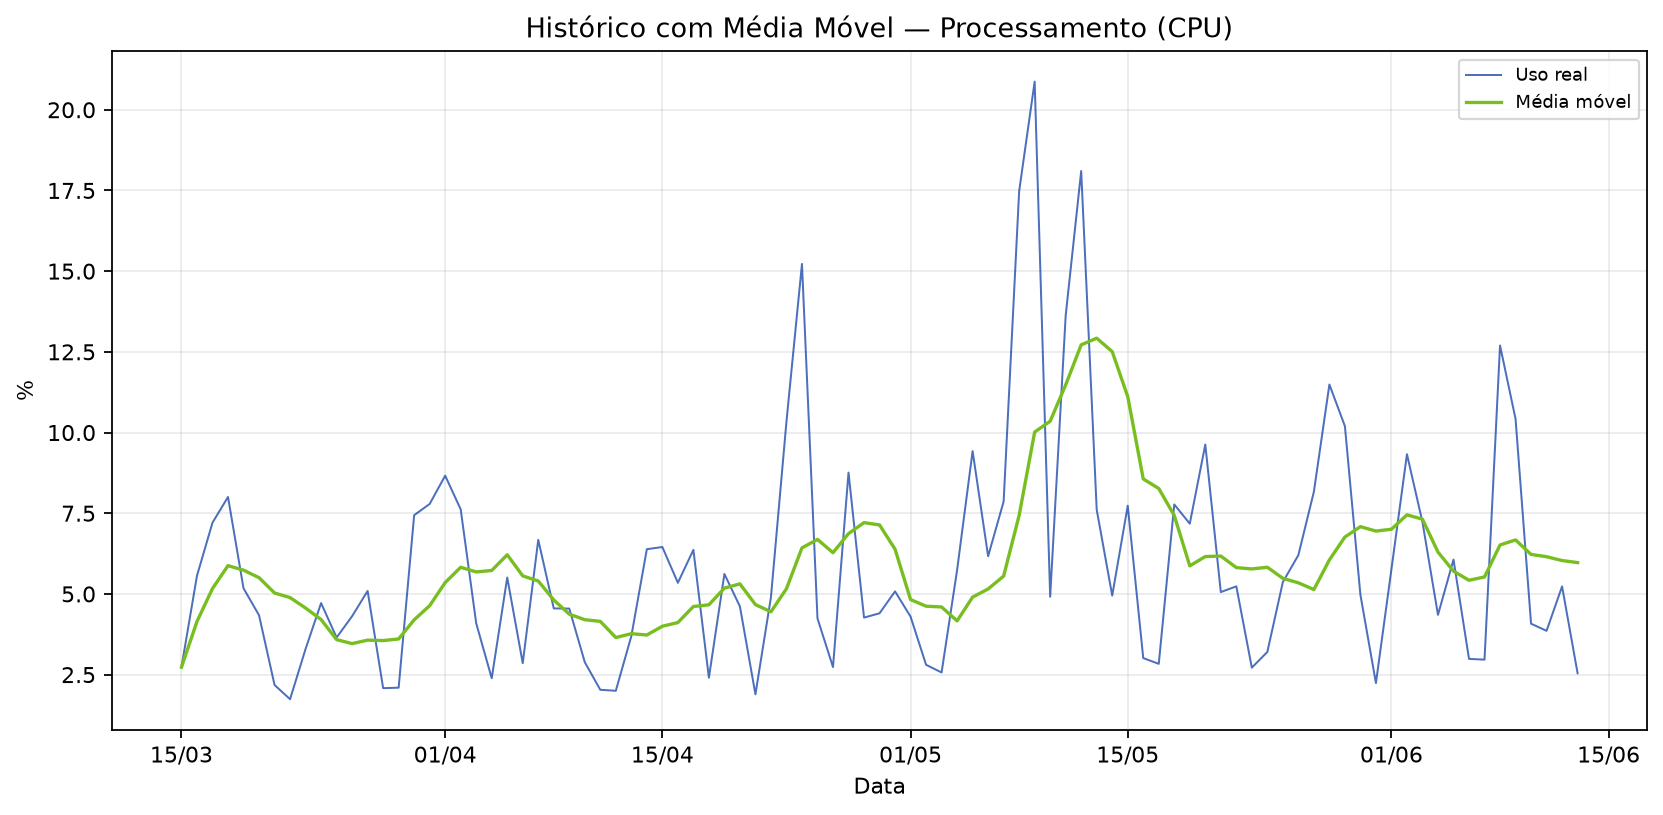 Histórico com Média Móvel — Processamento (CPU)
Uso real
Média móvel
20.0
17.5
15.0
12.5
10.0
7.5
5.0
2.5
%
15/03 01/04 15/04 01/05 15/05 01/06 15/06
Data